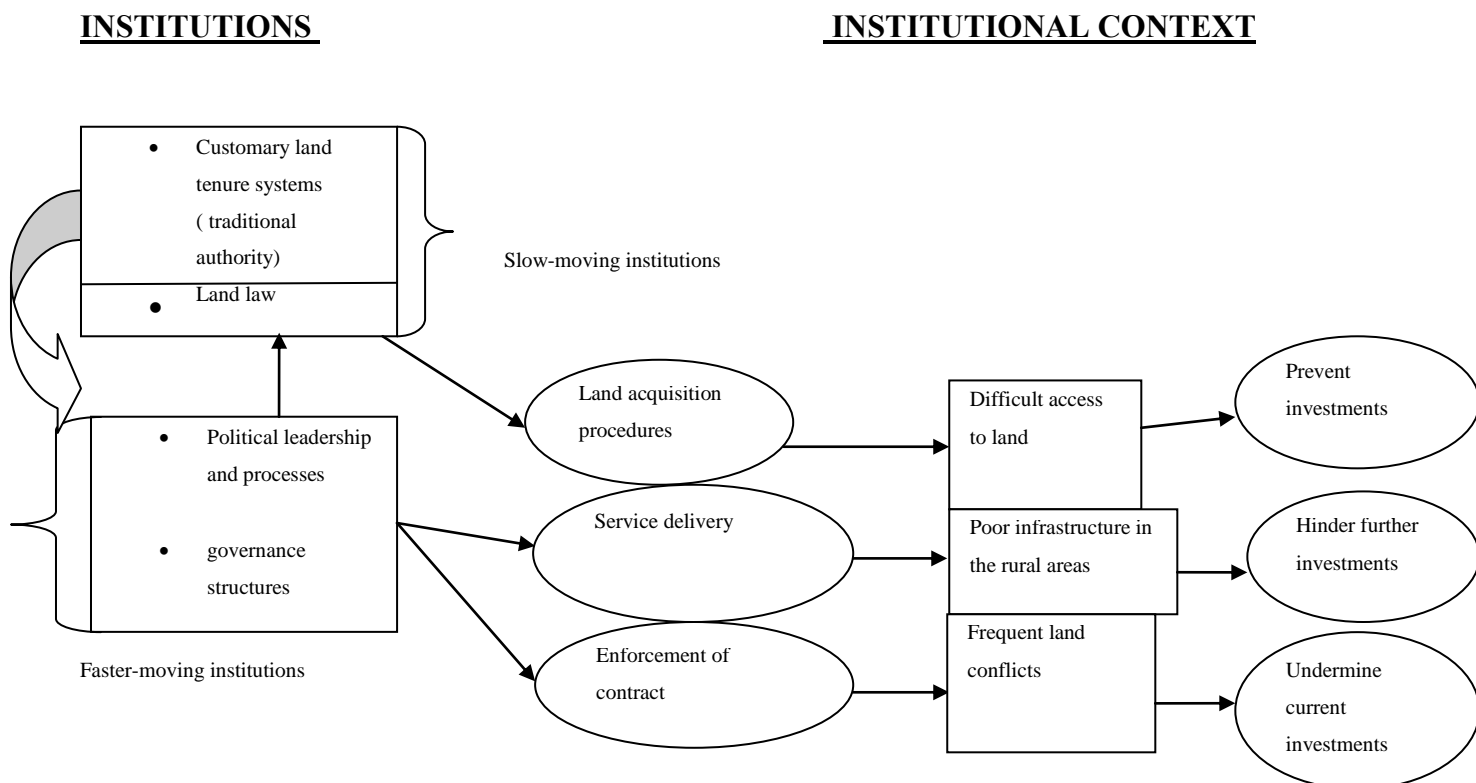 INSTITUTIONS
INSTITUTIONAL CONTEXT
• Customary land
tenure systems
( traditional
authority)
• Land law
Slow-moving institutions
• Political leadership
and processes
• governance
structures
Faster-moving institutions
Land acquisition
procedures
Service delivery
Enforcement of
contract
Difficult access
to land
Poor infrastructure in
the rural areas
Frequent land
conflicts
Prevent
investments
Hinder further
investments
Undermine
current
investments